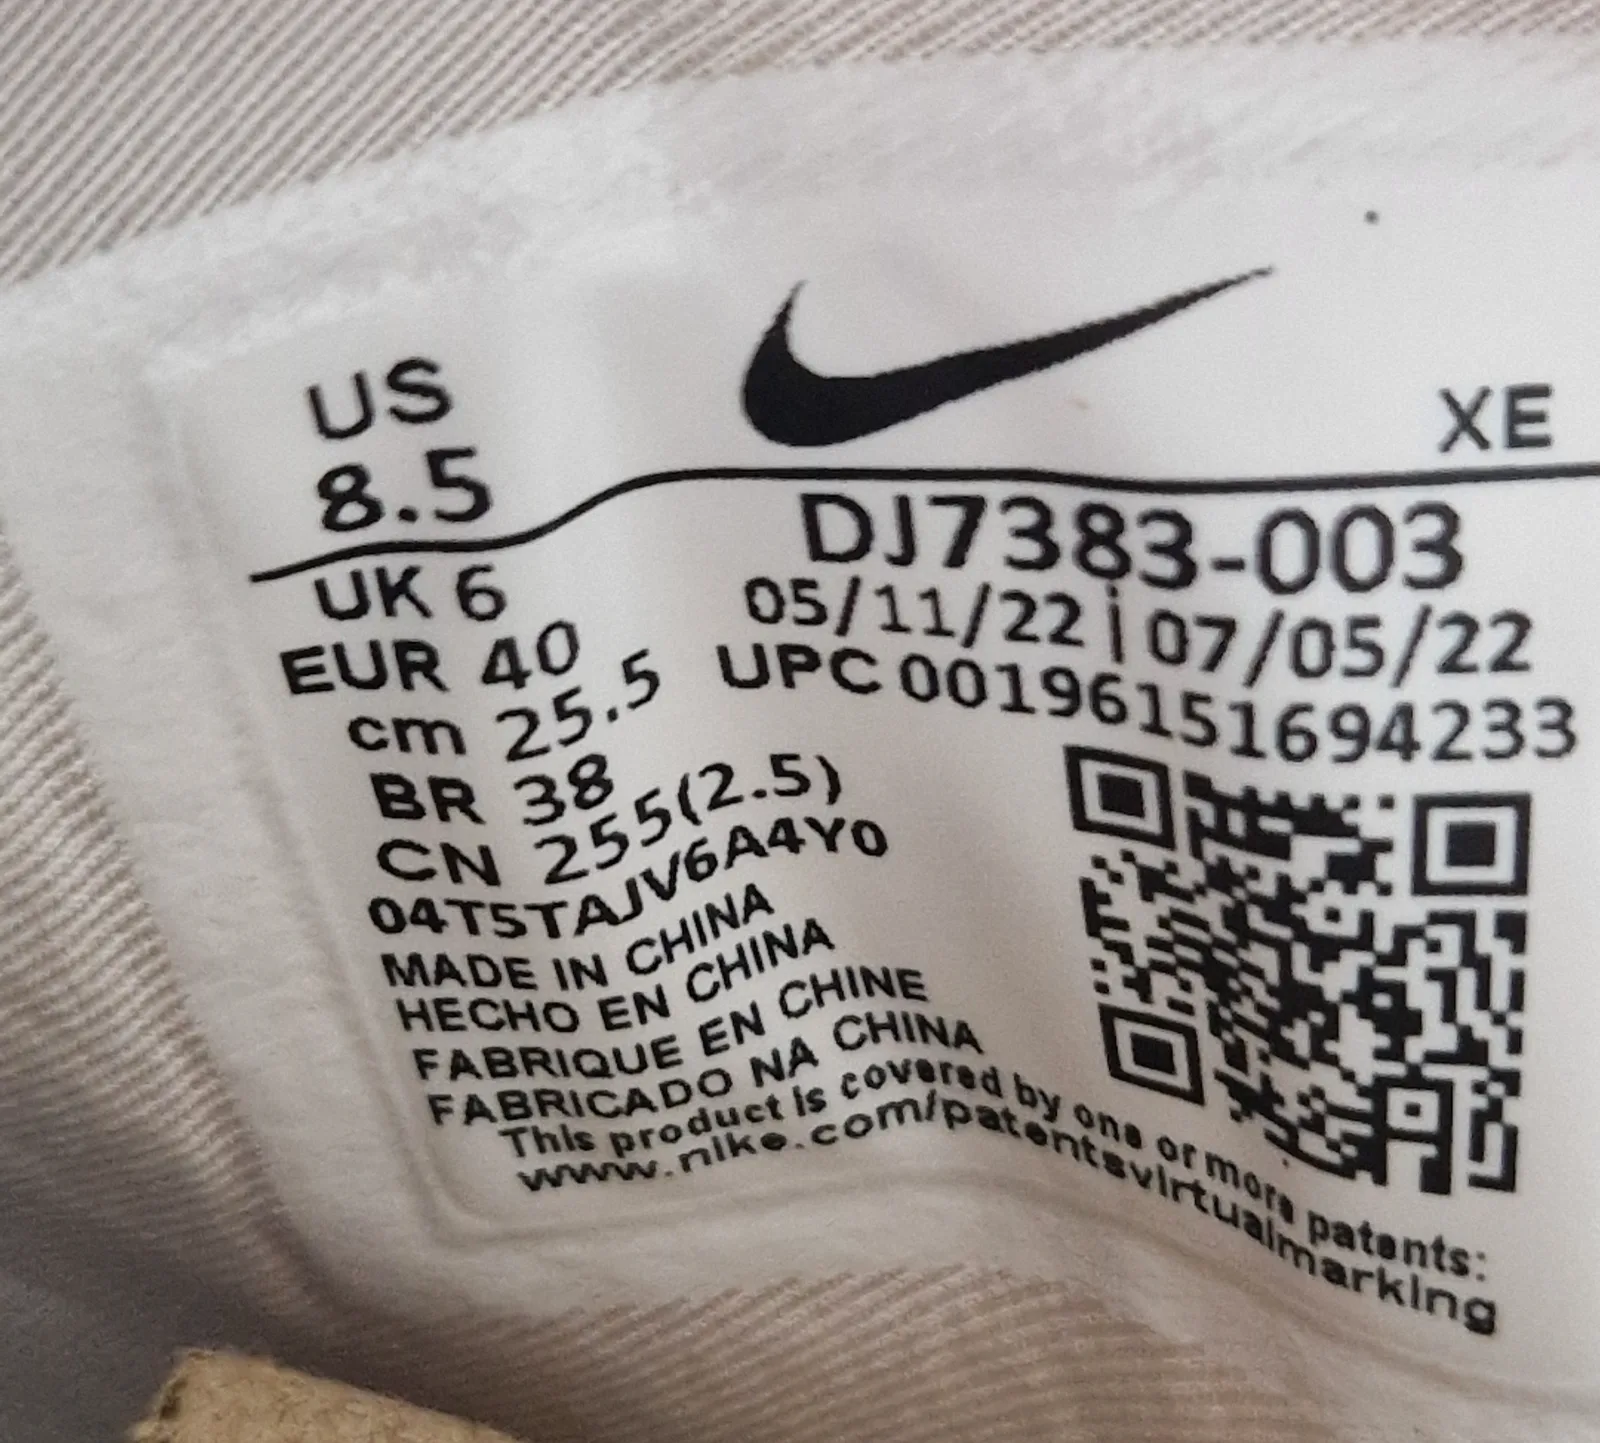 US
8.5
XE
UK 6
EUR 40
cm 25.5
BR 38
CN 255(2.5)
04T5TAJV6A4Y0
MADE IN CHINA
HECHO EN CHINA
FABRIQUE EN CHINE
FABRICADO NA CHINA
DJ7383-003
05/11/22 | 07/05/22
UPC 00196151694233
This product is covered by one or more patents:
www.nike.com/patentsvirtualmarking